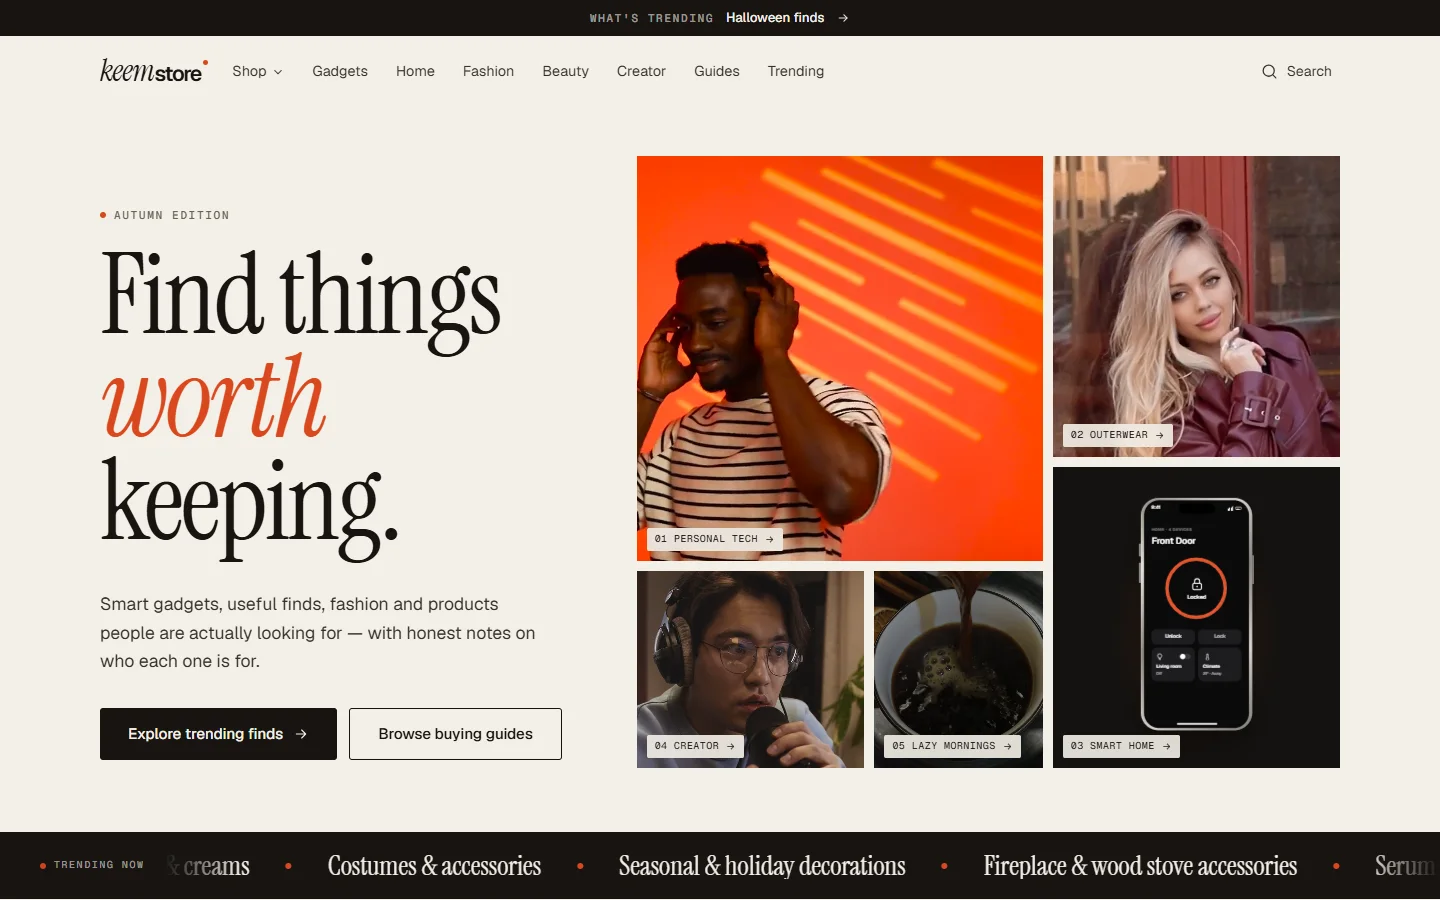 WHAT'S TRENDING Halloween finds →
keem store Shop Gadgets Home Fashion Beauty Creator Guides Trending Search
AUTUMN EDITION
Find things
worth
keeping.
Smart gadgets, useful finds, fashion and products
people are actually looking for — with honest notes on
who each one is for.
Explore trending finds →
Browse buying guides
01 PERSONAL TECH →
02 OUTERWEAR →
Front Door
Locked
Unlock
Lock
Living room
Climate
04 CREATOR →
05 LAZY MORNINGS →
03 SMART HOME →
TRENDING NOW & creams • Costumes & accessories • Seasonal & holiday decorations • Fireplace & wood stove accessories • Serum